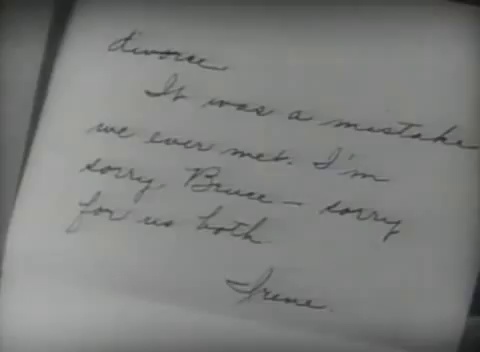 divorce.
It was a mistake
we ever met. I'm
sorry, Bruce - sorry
for us both
Irene.